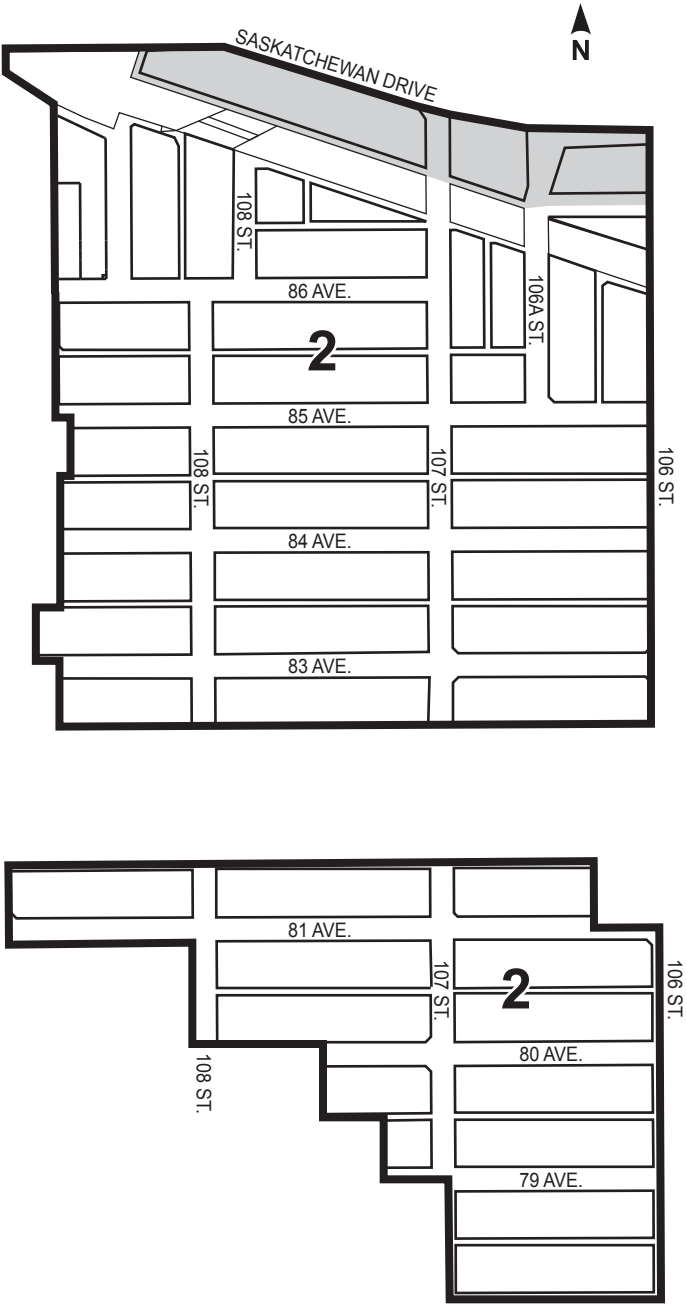 N
SASKATCHEWAN DRIVE
108 ST.
106A ST.
86 AVE.
2
85 AVE.
108 ST.
107 ST.
106 ST.
84 AVE.
83 AVE.
81 AVE.
107 ST.
2
106 ST.
108 ST.
80 AVE.
79 AVE.